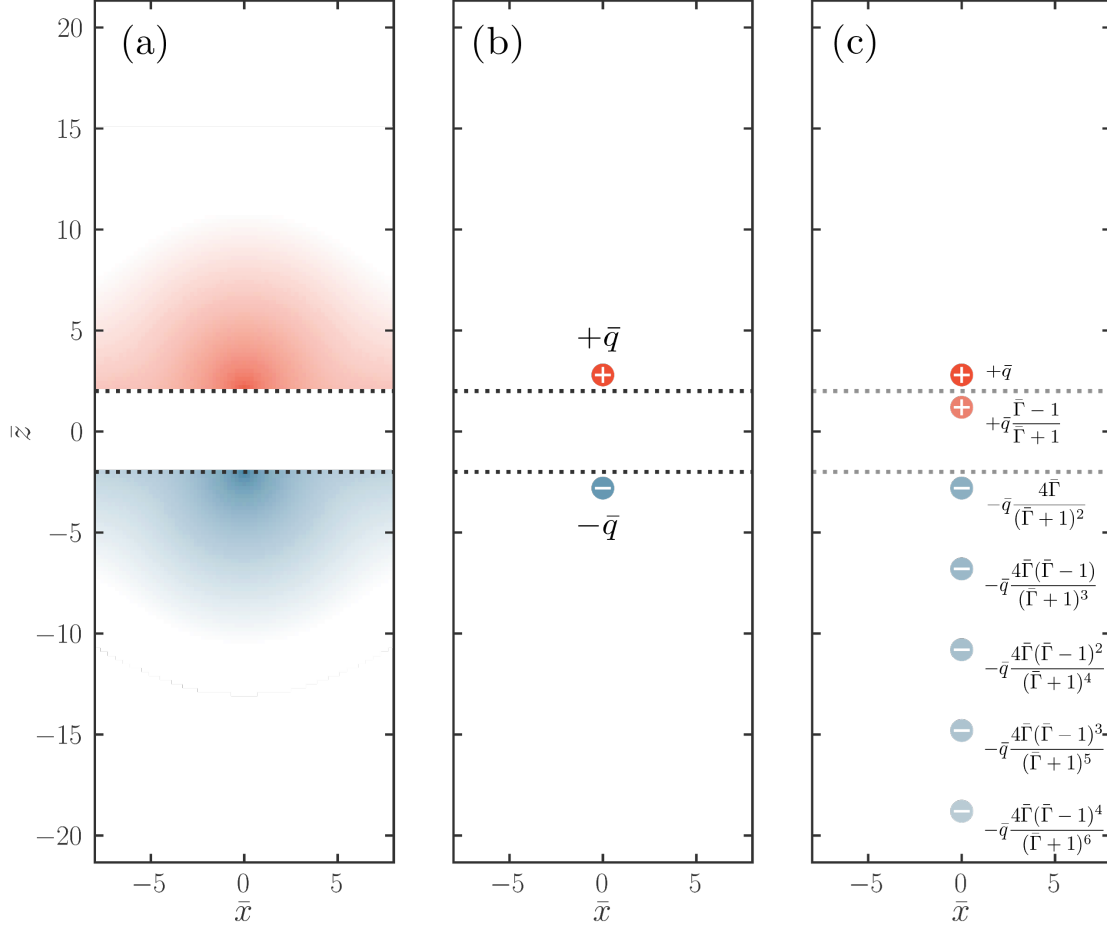 (a)
(b)
(c)
20
15
10
5
0
−5
−10
−15
−20
z̄
−5 0 5
x̄
+q̄
−q̄
−5 0 5
x̄
+q̄
+q̄ (Γ̄ − 1)/(Γ̄ + 1)
−q̄ 4Γ̄/(Γ̄ + 1)²
−q̄ 4Γ̄(Γ̄ − 1)/(Γ̄ + 1)³
−q̄ 4Γ̄(Γ̄ − 1)²/(Γ̄ + 1)⁴
−q̄ 4Γ̄(Γ̄ − 1)³/(Γ̄ + 1)⁵
−q̄ 4Γ̄(Γ̄ − 1)⁴/(Γ̄ + 1)⁶
−5 0 5
x̄